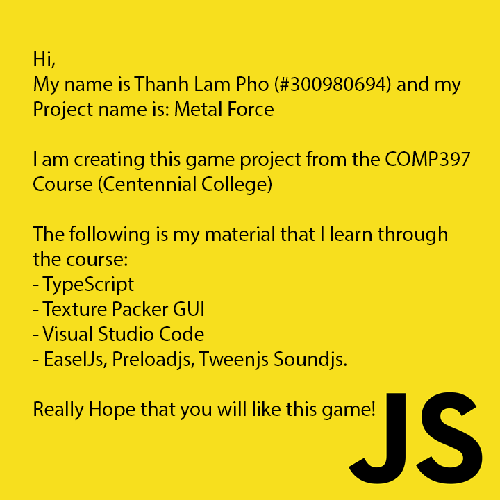 Hi,
My name is Thanh Lam Pho (#300980694) and my
Project name is: Metal Force
I am creating this game project from the COMP397
Course (Centennial College)
The following is my material that I learn through
the course:
- TypeScript
- Texture Packer GUI
- Visual Studio Code
- EaselJs, Preloadjs, Tweenjs Soundjs.
Really Hope that you will like this game!
JS